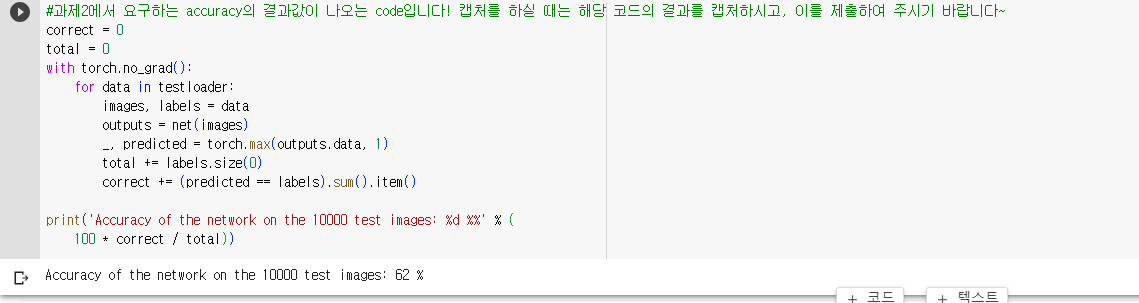 #과제2에서 요구하는 accuracy의 결과값이 나오는 code입니다! 캡처를 하실 때는 해당 코드의 결과를 캡처하시고, 이를 제출하여 주시기 바랍니다~
correct = 0
total = 0
with torch.no_grad():
    for data in testloader:
        images, labels = data
        outputs = net(images)
        _, predicted = torch.max(outputs.data, 1)
        total += labels.size(0)
        correct += (predicted == labels).sum().item()

print('Accuracy of the network on the 10000 test images: %d %%' % (
    100 * correct / total))
Accuracy of the network on the 10000 test images: 62 %
+ 코드 + 텍스트